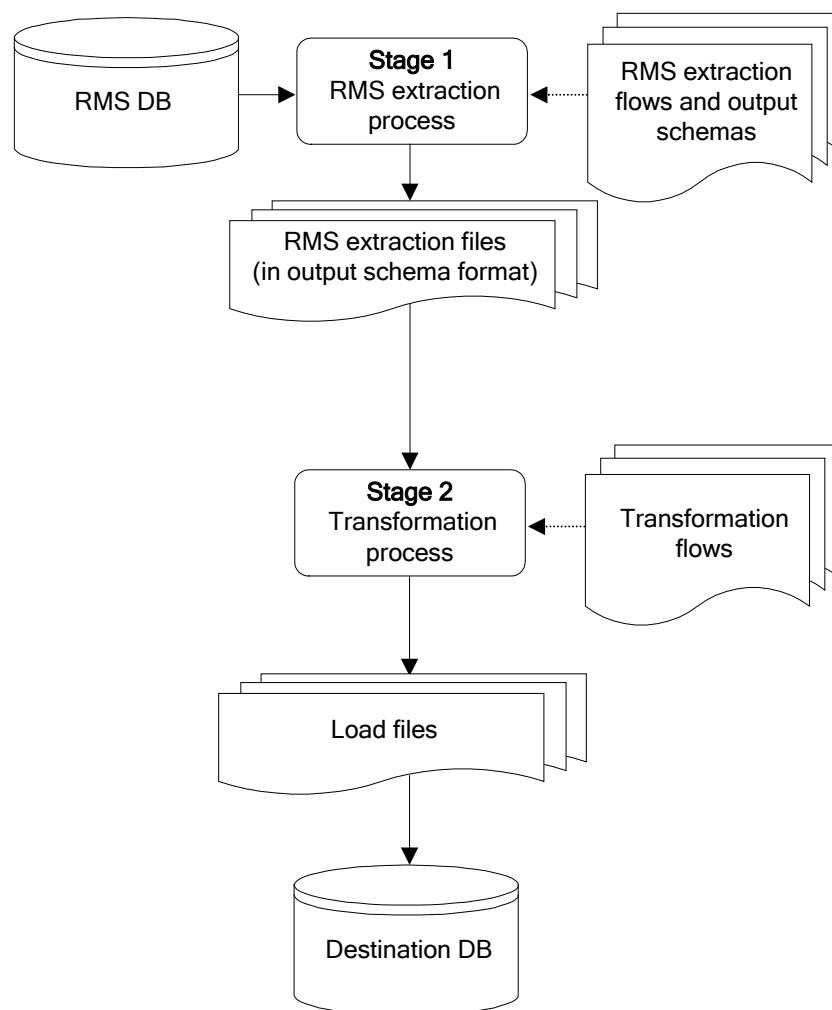 RMS DB
Stage 1
RMS extraction
process
RMS extraction
flows and output
schemas
RMS extraction files
(in output schema format)
Stage 2
Transformation
process
Transformation
flows
Load files
Destination DB